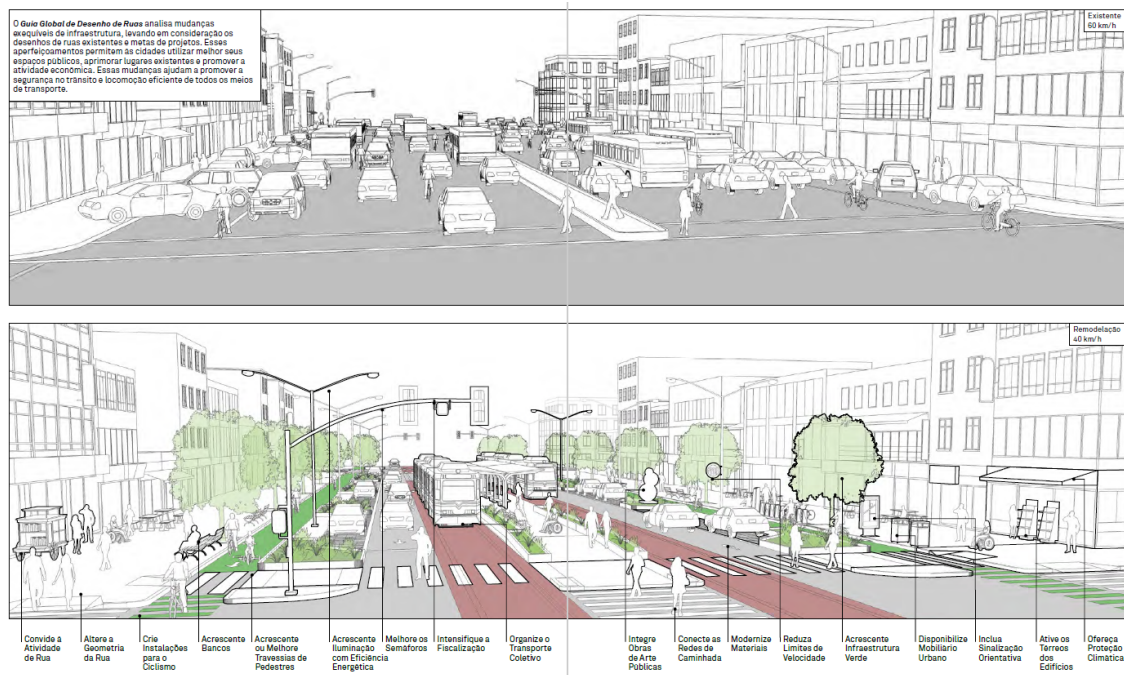 O Guia Global de Desenho de Ruas analisa mudanças
exequíveis de infraestrutura, levando em consideração os
desenhos de ruas existentes e metas de projetos. Esses
aperfeiçoamentos permitem às cidades utilizar melhor seus
espaços públicos, aprimorar lugares existentes e promover a
atividade econômica. Essas mudanças ajudam a promover a
segurança no trânsito e locomoção eficiente de todos os meios
de transporte.
Existente
60 km/h
Remodelação
40 km/h
Convide à
Atividade
de Rua
Altere a
Geometria
da Rua
Crie
Instalações
para o
Ciclismo
Acrescente
Bancos
Acrescente
ou Melhore
Travessias de
Pedestres
Acrescente
Iluminação
com Eficiência
Energética
Melhore os
Semáforos
Intensifique a
Fiscalização
Organize o
Transporte
Coletivo
Integre
Obras
de Arte
Públicas
Conecte as
Redes de
Caminhada
Modernize
Materiais
Reduza
Limites de
Velocidade
Acrescente
Infraestrutura
Verde
Disponibilize
Mobiliário
Urbano
Inclua
Sinalização
Orientativa
Ative os
Térreos
dos
Edifícios
Ofereça
Proteção
Climática